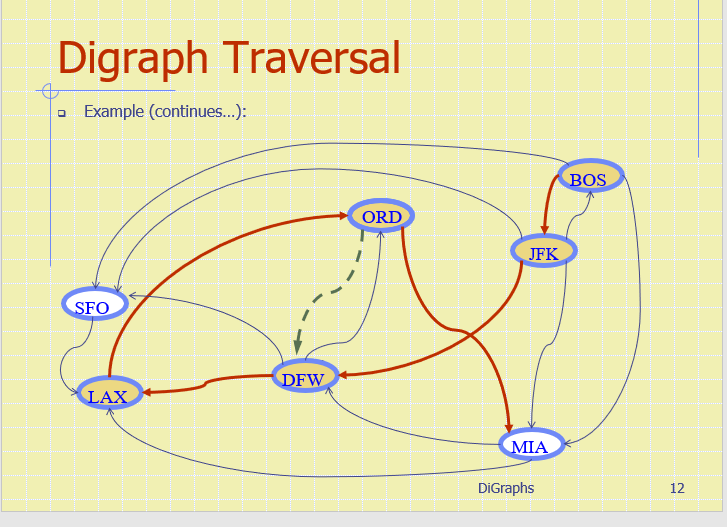 Digraph Traversal
Example (continues…):
BOS
ORD
JFK
SFO
DFW
LAX
MIA
DiGraphs
12